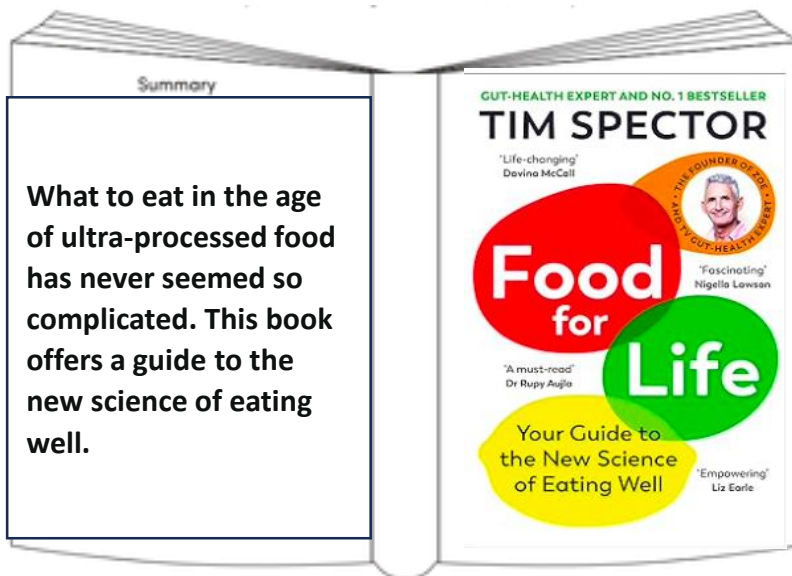 Summary
What to eat in the age
of ultra-processed food
has never seemed so
complicated. This book
offers a guide to the
new science of eating
well.
GUT-HEALTH EXPERT AND NO. 1 BESTSELLER
TIM SPECTOR
'Life-changing'
Davina McCall
THE FOUNDER OF ZOE • AND TV GUT-HEALTH EXPERT •
Food
for
Life
'Fascinating'
Nigella Lawson
'A must-read'
Dr Rupy Aujla
Your Guide to
the New Science
of Eating Well
'Empowering'
Liz Earle